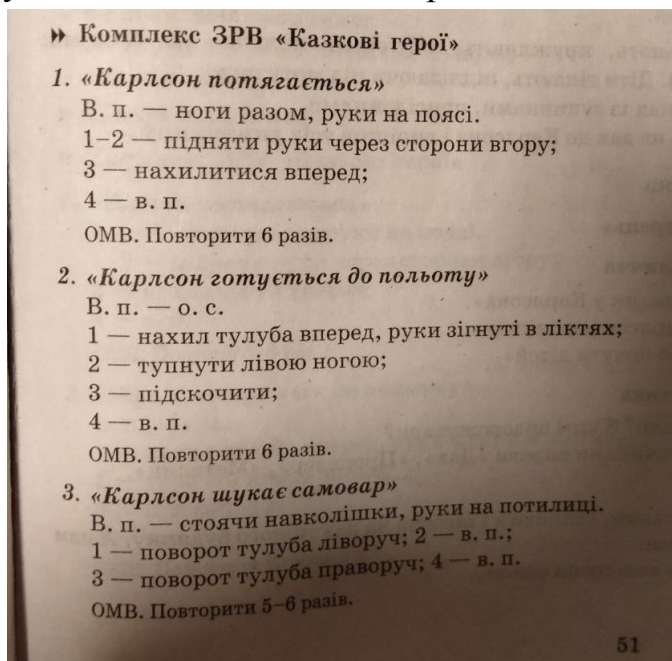 » Комплекс ЗРВ «Казкові герої»
1. «Карлсон потягається»
В. п. — ноги разом, руки на поясі.
1–2 — підняти руки через сторони вгору;
3 — нахилитися вперед;
4 — в. п.
ОМВ. Повторити 6 разів.
2. «Карлсон готується до польоту»
В. п. — о. с.
1 — нахил тулуба вперед, руки зігнуті в ліктях;
2 — тупнути лівою ногою;
3 — підскочити;
4 — в. п.
ОМВ. Повторити 6 разів.
3. «Карлсон шукає самовар»
В. п. — стоячи навколішки, руки на потилиці.
1 — поворот тулуба ліворуч; 2 — в. п.;
3 — поворот тулуба праворуч; 4 — в. п.
ОМВ. Повторити 5–6 разів.
51